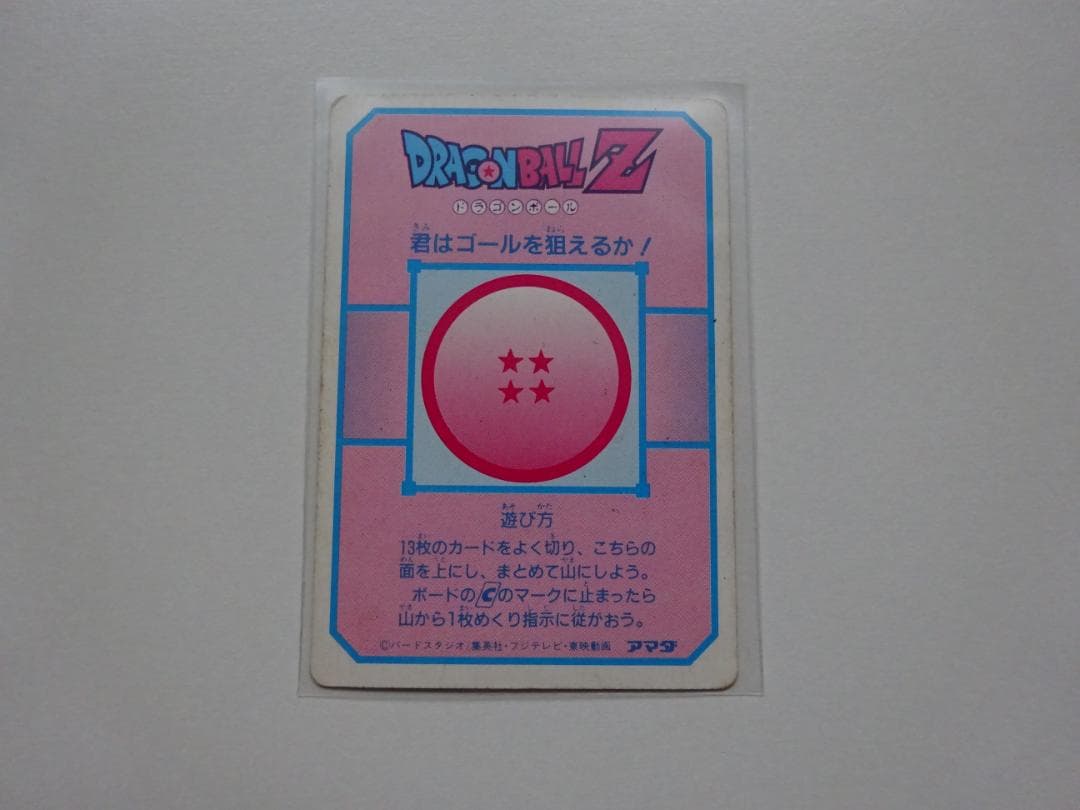 DRAGONBALL Z
ドラゴンボール
君はゴールを狙えるか!
遊び方
13枚のカードをよく切り、こちらの
面を上にし、まとめて山にしよう。
ボードのCのマークに止まったら
山から1枚めくり指示に従がおう。
©バードスタジオ/集英社・フジテレビ・東映動画 アマダ